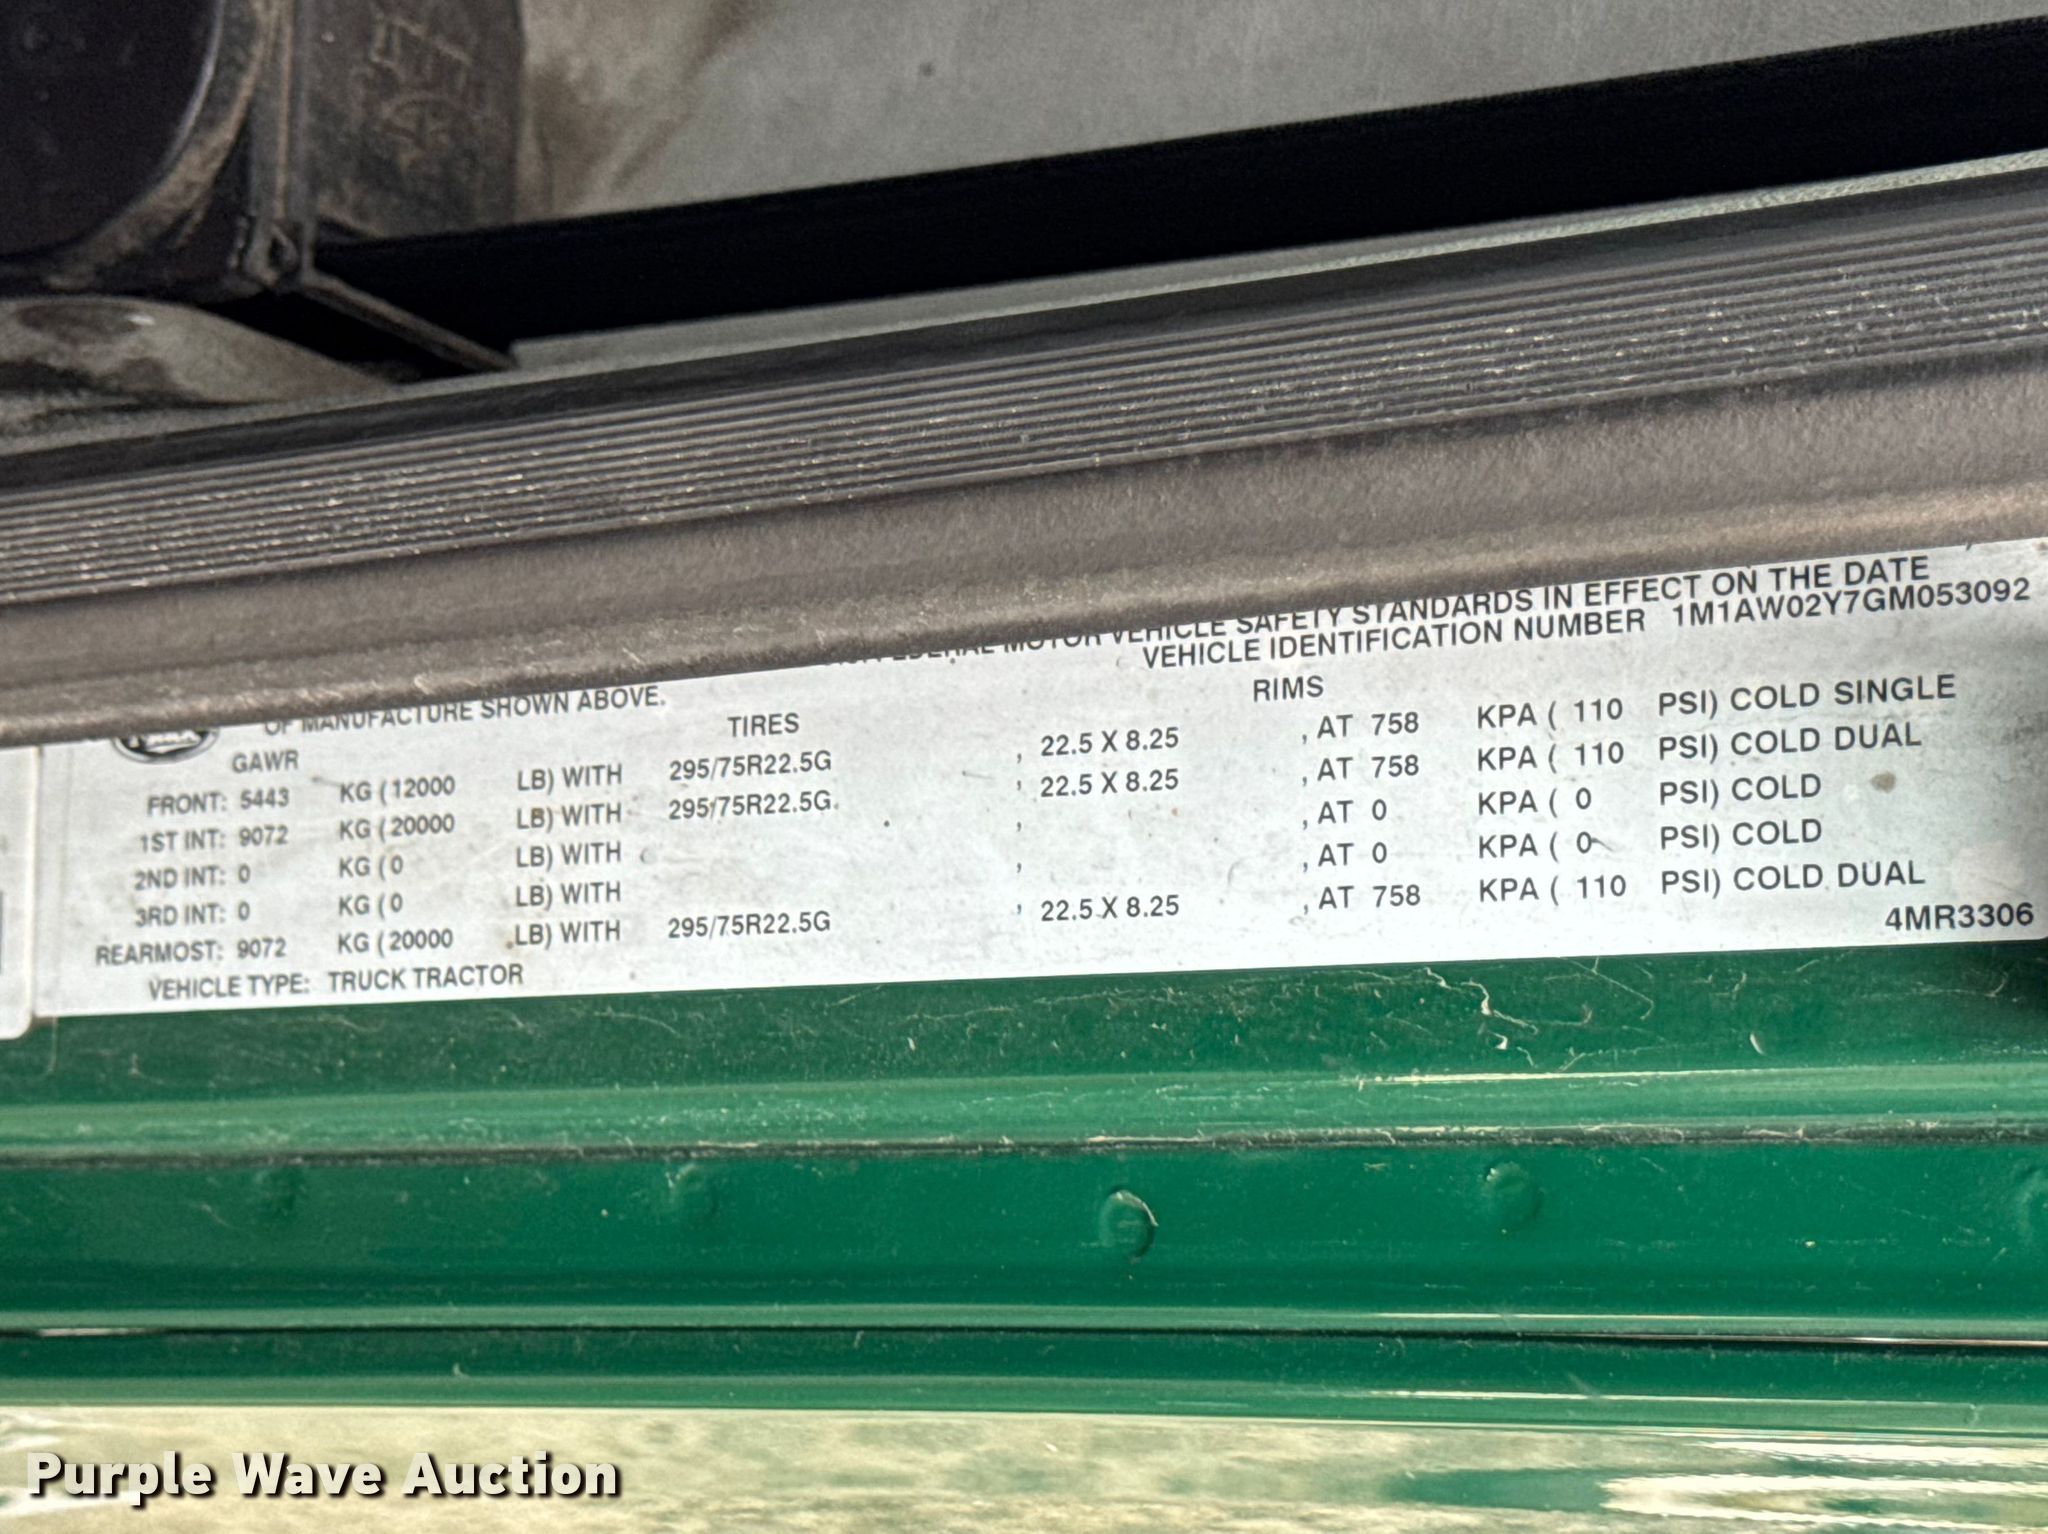 FEDERAL MOTOR VEHICLE SAFETY STANDARDS IN EFFECT ON THE DATE
OF MANUFACTURE SHOWN ABOVE. VEHICLE IDENTIFICATION NUMBER 1M1AW02Y7GM053092
GAWR TIRES RIMS
FRONT: 5443 KG (12000 LB) WITH 295/75R22.5G , 22.5 X 8.25 , AT 758 KPA ( 110 PSI) COLD SINGLE
1ST INT: 9072 KG (20000 LB) WITH 295/75R22.5G , 22.5 X 8.25 , AT 758 KPA ( 110 PSI) COLD DUAL
2ND INT: 0 KG (0 LB) WITH , , AT 0 KPA ( 0 PSI) COLD
3RD INT: 0 KG (0 LB) WITH , , AT 0 KPA ( 0 PSI) COLD
REARMOST: 9072 KG (20000 LB) WITH 295/75R22.5G , 22.5 X 8.25 , AT 758 KPA ( 110 PSI) COLD DUAL
VEHICLE TYPE: TRUCK TRACTOR 4MR3306
Purple Wave Auction